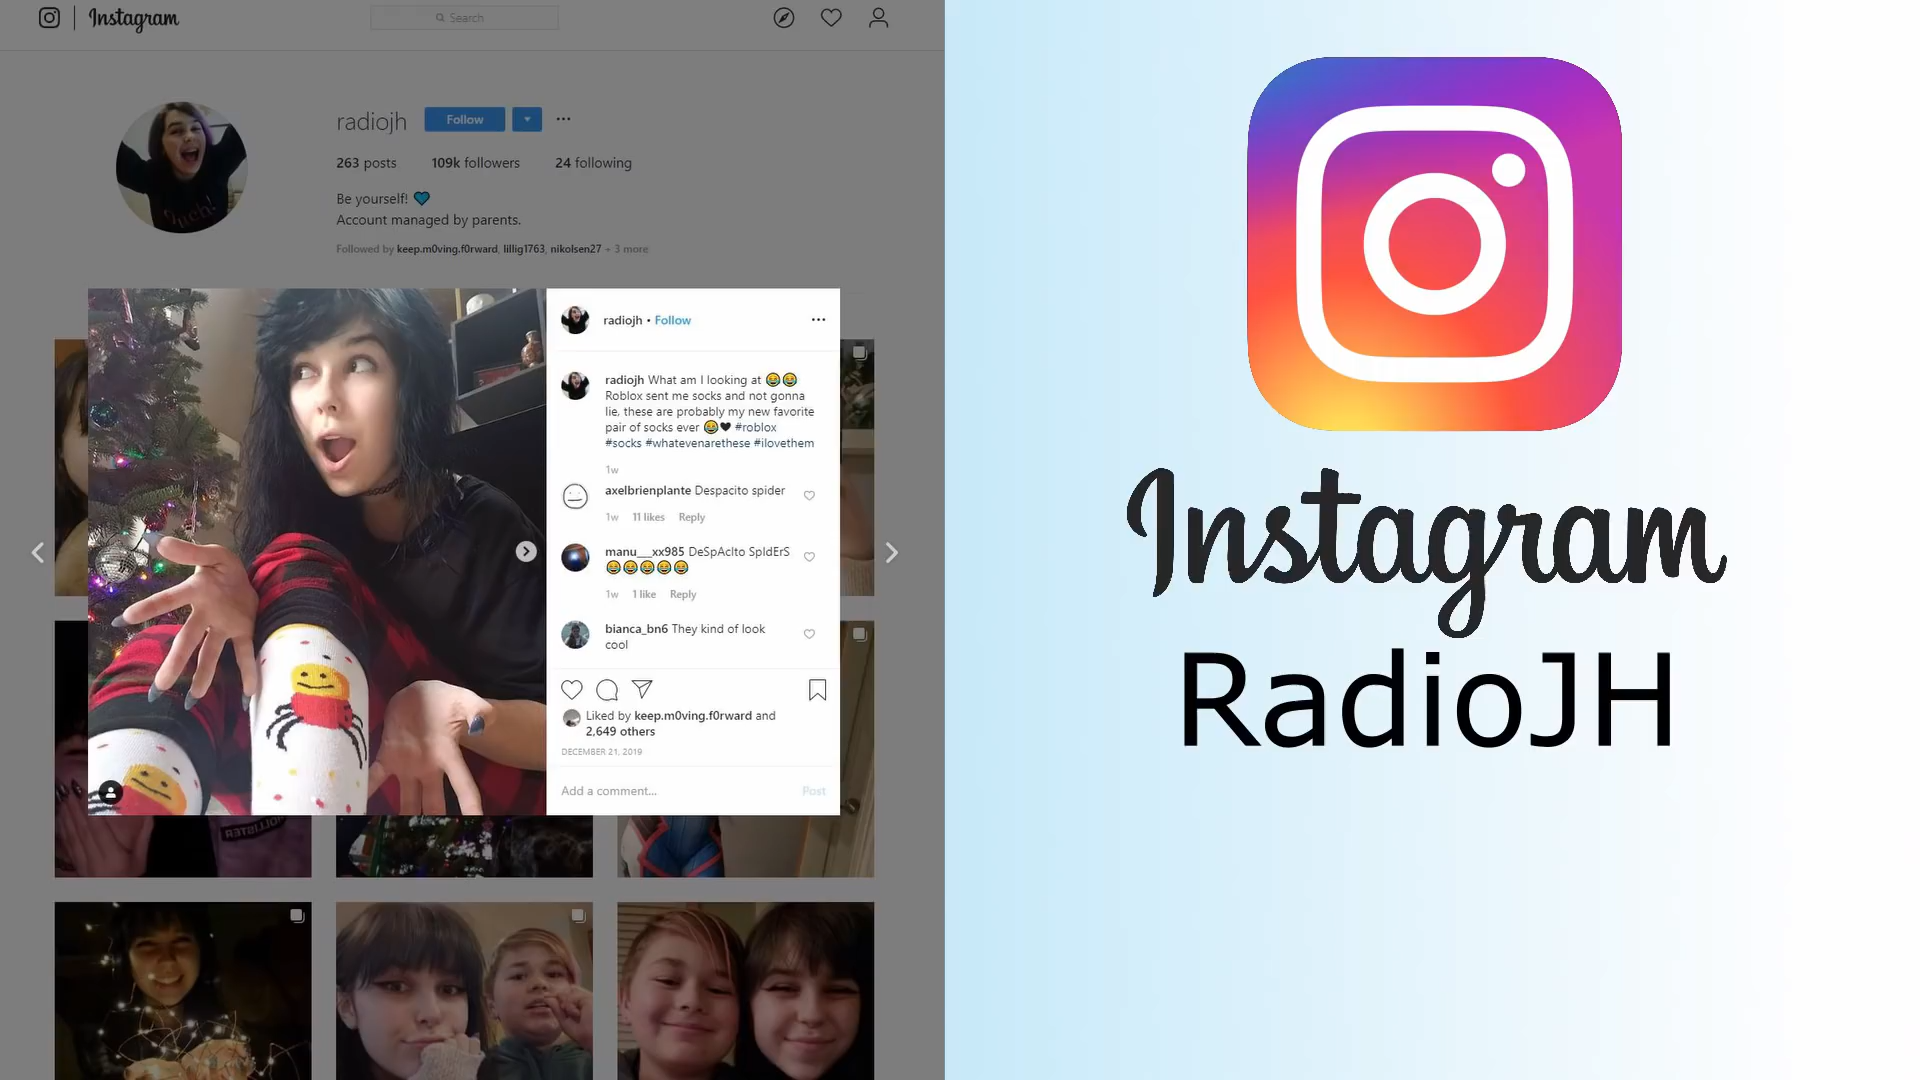 Instagram
Search
radiojh Follow
263 posts 109k followers 24 following
Be yourself!
Account managed by parents.
Followed by keep.m0ving.f0rward, lillig1763, nikolsen27 + 3 more
radiojh • Follow
radiojh What am I looking at 😂😂
Roblox sent me socks and not gonna
lie, these are probably my new favorite
pair of socks ever 😂🖤 #roblox
#socks #whatevenarethese #ilovethem
1w
axelbrienplante Despacito spider
1w 11 likes Reply
manu___xx985 DeSpAcIto SpIdErS
😂😂😂😂😂
1w 1 like Reply
bianca_bn6 They kind of look
cool
Liked by keep.m0ving.f0rward and
2,649 others
DECEMBER 21, 2019
Add a comment... Post
HOLLISTER
Instagram
RadioJH